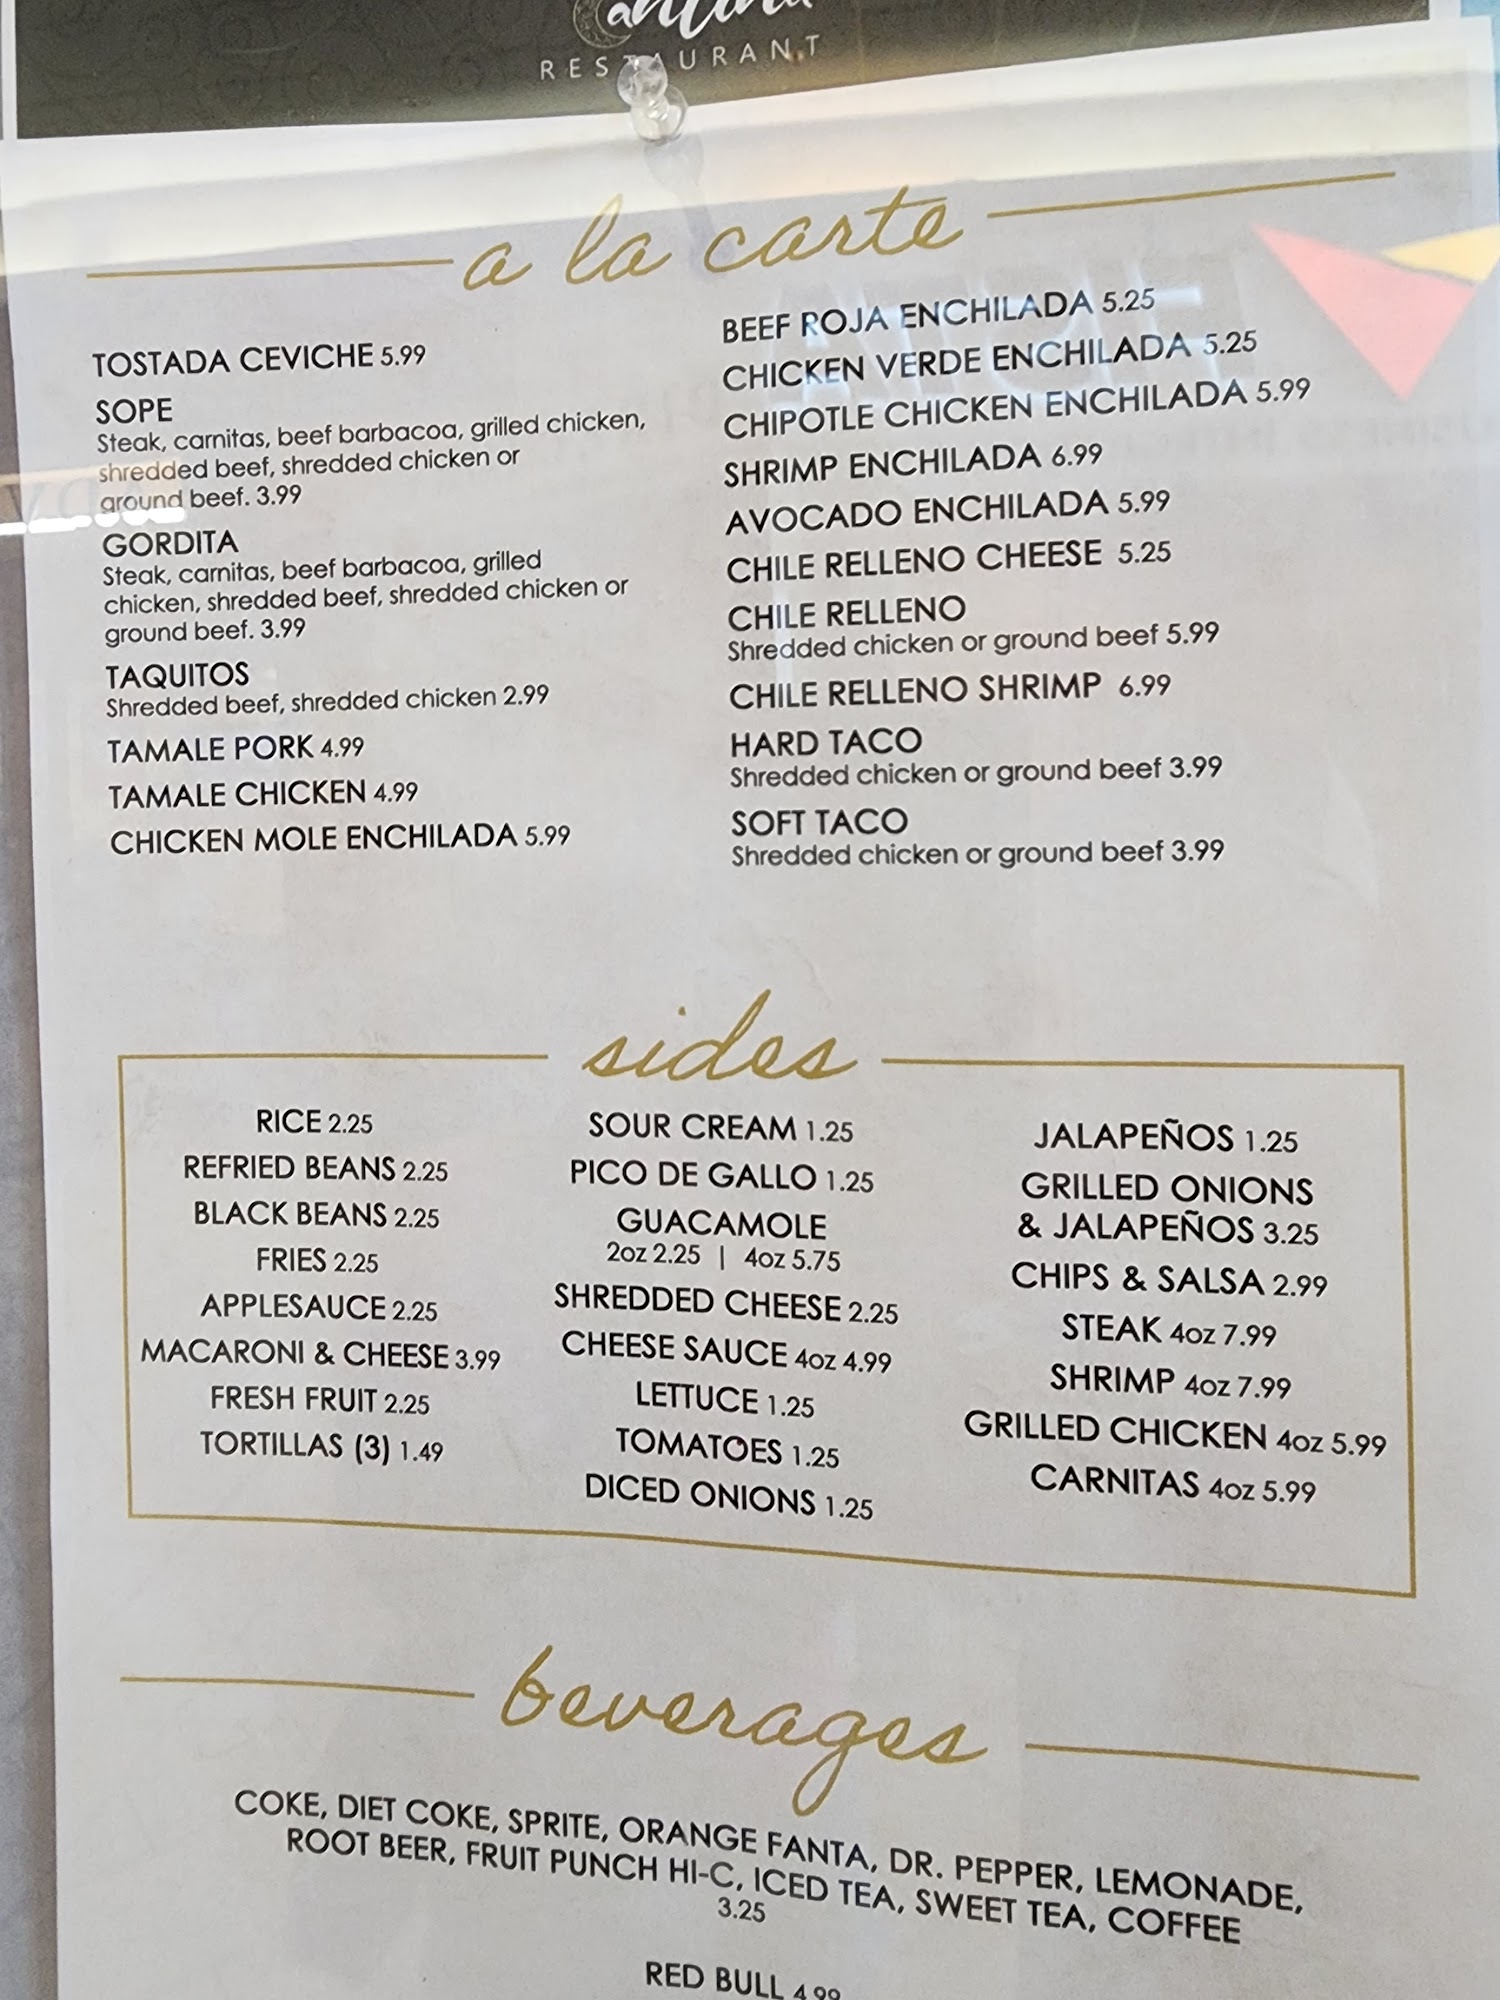 RESTAURANT
a la carte
TOSTADA CEVICHE 5.99
SOPE
Steak, carnitas, beef barbacoa, grilled chicken,
shredded beef, shredded chicken or
ground beef. 3.99
GORDITA
Steak, carnitas, beef barbacoa, grilled
chicken, shredded beef, shredded chicken or
ground beef. 3.99
TAQUITOS
Shredded beef, shredded chicken 2.99
TAMALE PORK 4.99
TAMALE CHICKEN 4.99
CHICKEN MOLE ENCHILADA 5.99
BEEF ROJA ENCHILADA 5.25
CHICKEN VERDE ENCHILADA 5.25
CHIPOTLE CHICKEN ENCHILADA 5.99
SHRIMP ENCHILADA 6.99
AVOCADO ENCHILADA 5.99
CHILE RELLENO CHEESE 5.25
CHILE RELLENO
Shredded chicken or ground beef 5.99
CHILE RELLENO SHRIMP 6.99
HARD TACO
Shredded chicken or ground beef 3.99
SOFT TACO
Shredded chicken or ground beef 3.99
sides
RICE 2.25
REFRIED BEANS 2.25
BLACK BEANS 2.25
FRIES 2.25
APPLESAUCE 2.25
MACARONI & CHEESE 3.99
FRESH FRUIT 2.25
TORTILLAS (3) 1.49
SOUR CREAM 1.25
PICO DE GALLO 1.25
GUACAMOLE
2oz 2.25 | 4oz 5.75
SHREDDED CHEESE 2.25
CHEESE SAUCE 4oz 4.99
LETTUCE 1.25
TOMATOES 1.25
DICED ONIONS 1.25
JALAPEÑOS 1.25
GRILLED ONIONS
& JALAPEÑOS 3.25
CHIPS & SALSA 2.99
STEAK 4oz 7.99
SHRIMP 4oz 7.99
GRILLED CHICKEN 4oz 5.99
CARNITAS 4oz 5.99
beverages
COKE, DIET COKE, SPRITE, ORANGE FANTA, DR. PEPPER, LEMONADE,
ROOT BEER, FRUIT PUNCH HI-C, ICED TEA, SWEET TEA, COFFEE
3.25
RED BULL 4.99